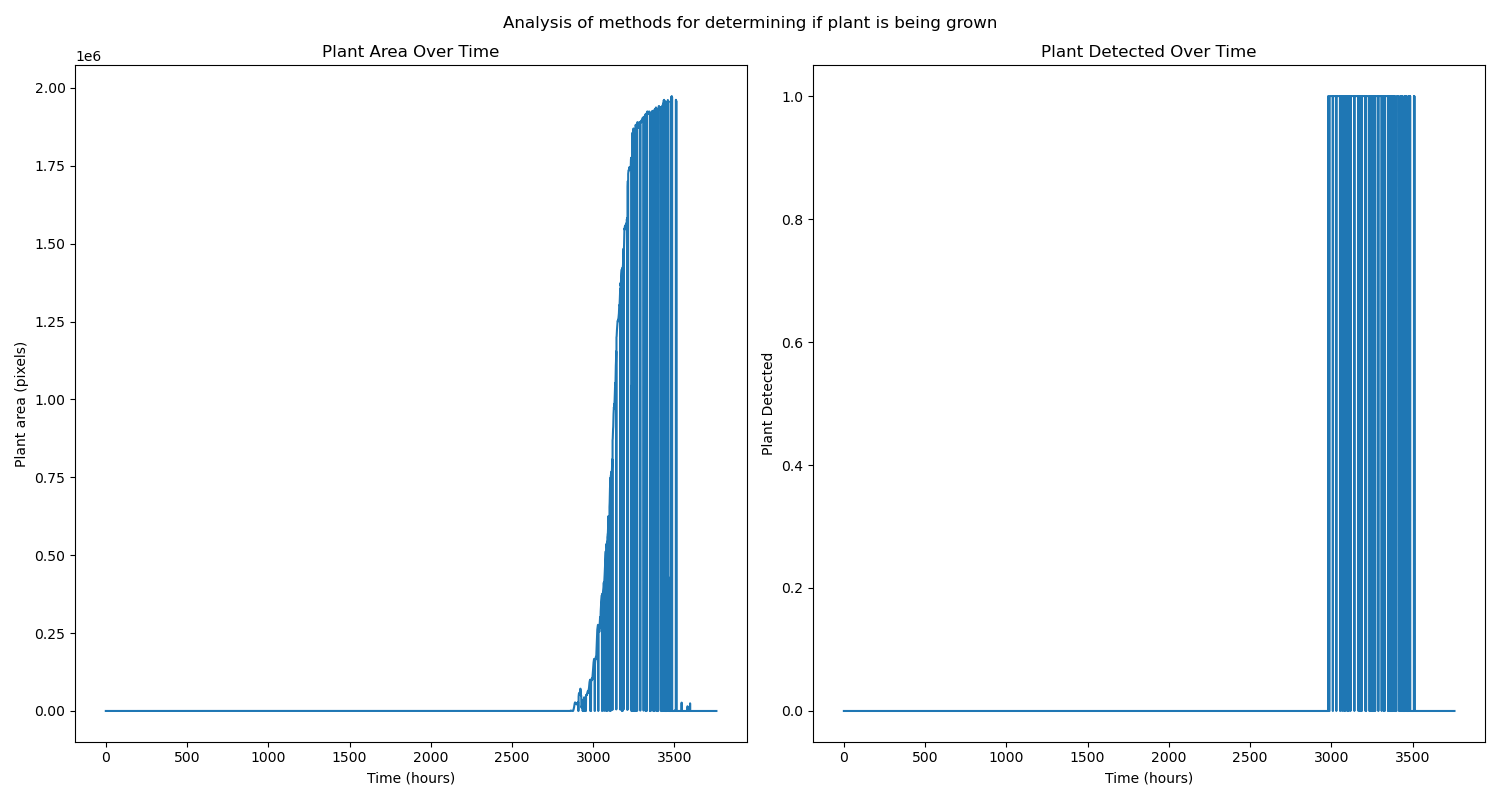 Analysis of methods for determining if plant is being grown
Plant Area Over Time
1e6
2.00
1.75
1.50
1.25
1.00
0.75
0.50
0.25
0.00
Plant area (pixels)
0 500 1000 1500 2000 2500 3000 3500
Time (hours)
Plant Detected Over Time
1.0
0.8
0.6
0.4
0.2
0.0
Plant Detected
0 500 1000 1500 2000 2500 3000 3500
Time (hours)